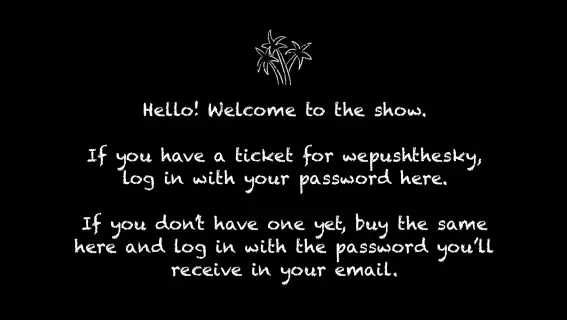 Hello! Welcome to the show.
If you have a ticket for wepushthesky,
log in with your password here.
If you don't have one yet, buy the same
here and log in with the password you'll
receive in your email.